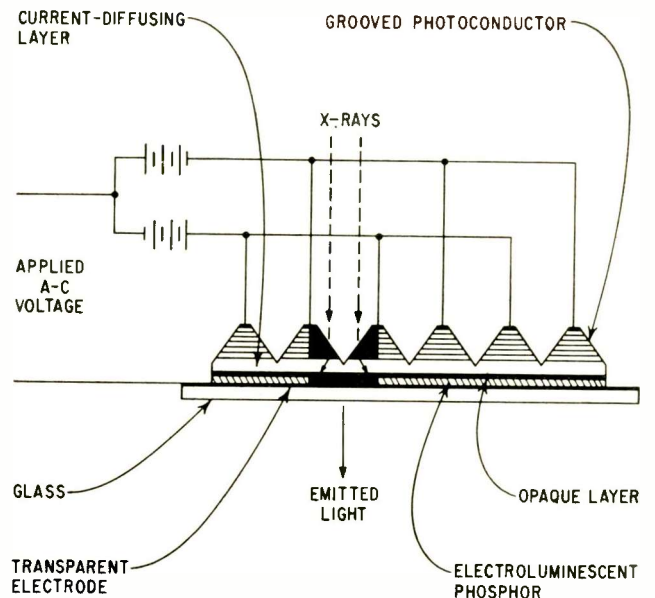 CURRENT-DIFFUSING
LAYER
GROOVED PHOTOCONDUCTOR
X-RAYS
APPLIED
A-C
VOLTAGE
GLASS
EMITTED
LIGHT
OPAQUE LAYER
TRANSPARENT
ELECTRODE
ELECTROLUMINESCENT
PHOSPHOR